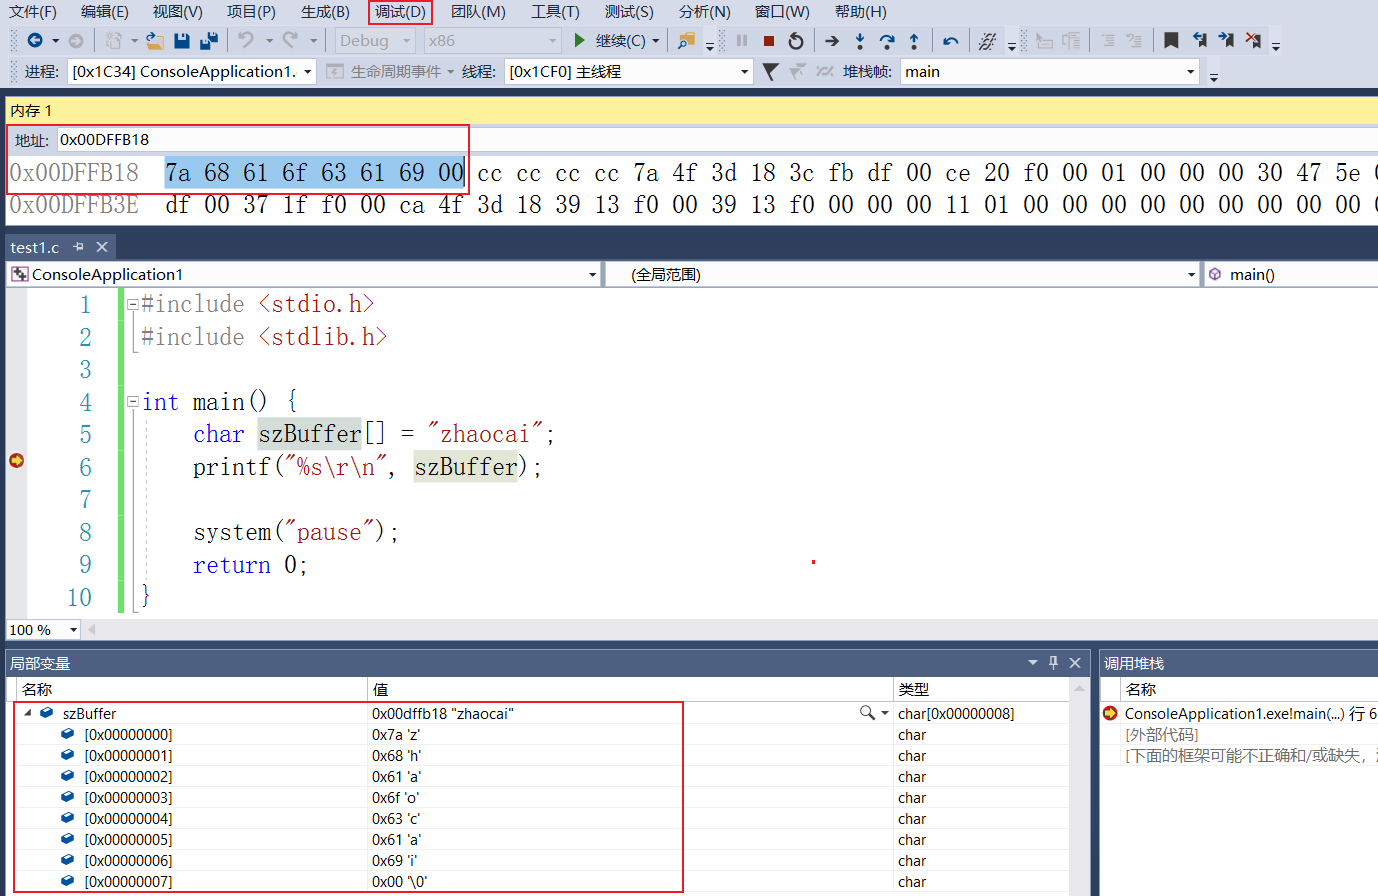 文件(F) 编辑(E) 视图(V) 项目(P) 生成(B) 调试(D) 团队(M) 工具(T) 测试(S) 分析(N) 窗口(W) 帮助(H)
Debug x86 继续(C)
进程: [0x1C34] ConsoleApplication1. 生命周期事件 线程: [0x1CF0] 主线程 堆栈帧: main
内存 1
地址: 0x00DFFB18
0x00DFFB18 7a 68 61 6f 63 61 69 00 cc cc cc cc 7a 4f 3d 18 3c fb df 00 ce 20 f0 00 01 00 00 00 30 47 5e
0x00DFFB3E df 00 37 1f f0 00 ca 4f 3d 18 39 13 f0 00 39 13 f0 00 00 00 11 01 00 00 00 00 00 00 00 00 00
test1.c
ConsoleApplication1 (全局范围) main()
1 #include <stdio.h>
2 #include <stdlib.h>
3
4 int main() {
5 char szBuffer[] = "zhaocai";
6 printf("%s\r\n", szBuffer);
7
8 system("pause");
9 return 0;
10 }
100 %
局部变量 调用堆栈
名称 值 类型 名称
szBuffer 0x00dffb18 "zhaocai" char[0x00000008] ConsoleApplication1.exe!main(...) 行 6
[0x00000000] 0x7a 'z' char [外部代码]
[0x00000001] 0x68 'h' char [下面的框架可能不正确和/或缺失，
[0x00000002] 0x61 'a' char
[0x00000003] 0x6f 'o' char
[0x00000004] 0x63 'c' char
[0x00000005] 0x61 'a' char
[0x00000006] 0x69 'i' char
[0x00000007] 0x00 '\0' char